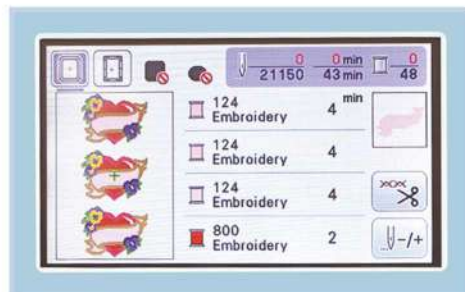 0 0 min 0
21150 43 min 48
min
124
Embroidery 4
124
Embroidery 4
124
Embroidery 4
800
Embroidery 2
-/+